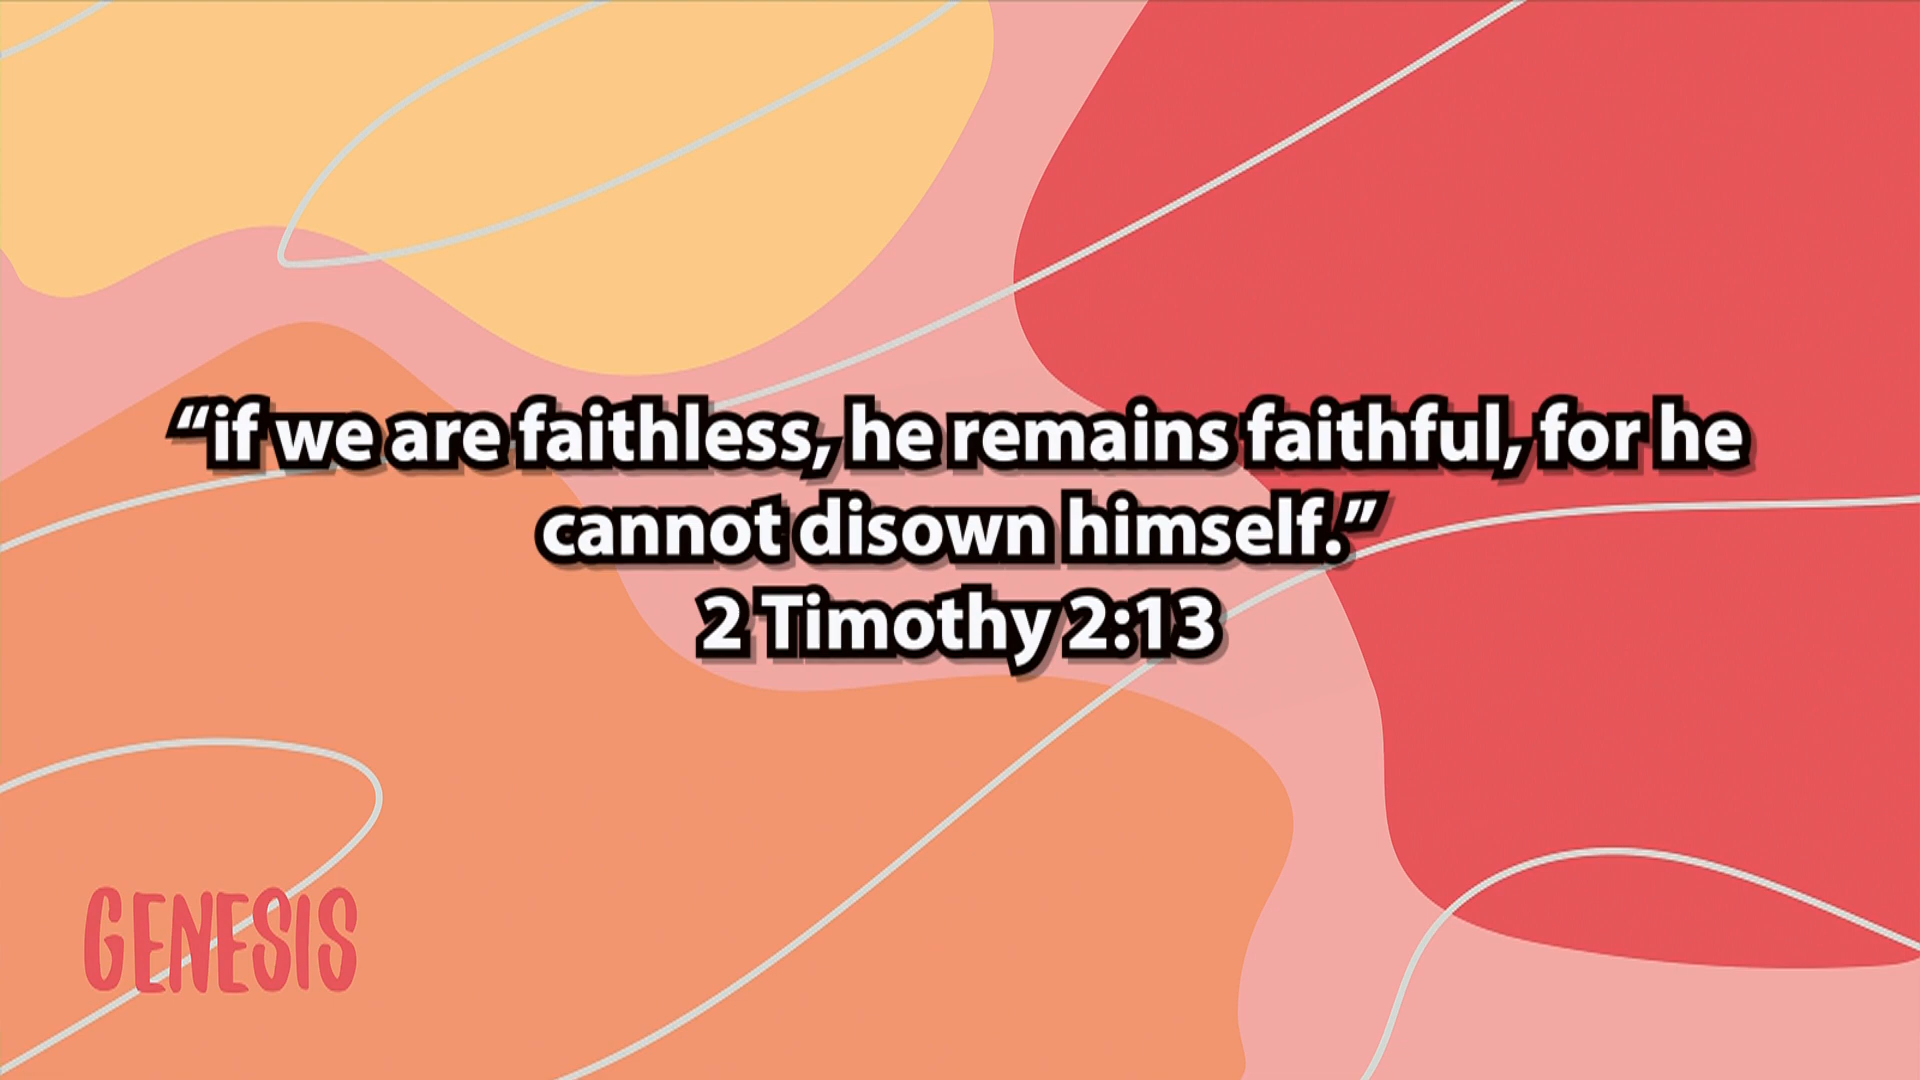 “if we are faithless, he remains faithful, for he
cannot disown himself.”
2 Timothy 2:13
GENESIS